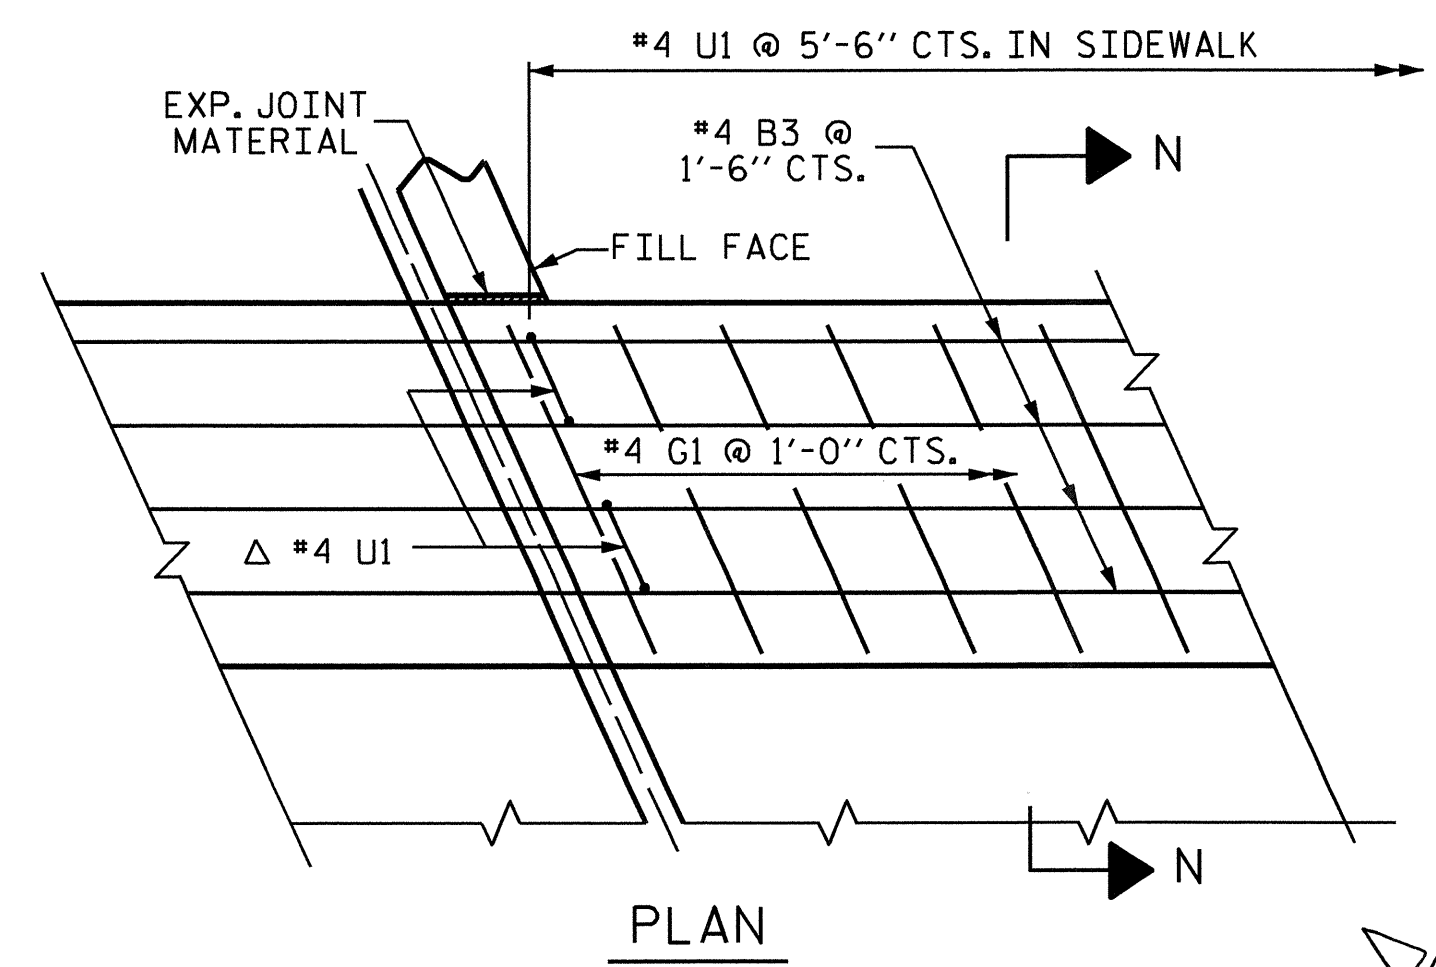 #4 U1 @ 5'-6" CTS. IN SIDEWALK
EXP. JOINT
MATERIAL
#4 B3 @
1'-6" CTS.
N
FILL FACE
#4 G1 @ 1'-0" CTS.
Δ #4 U1
N
PLAN